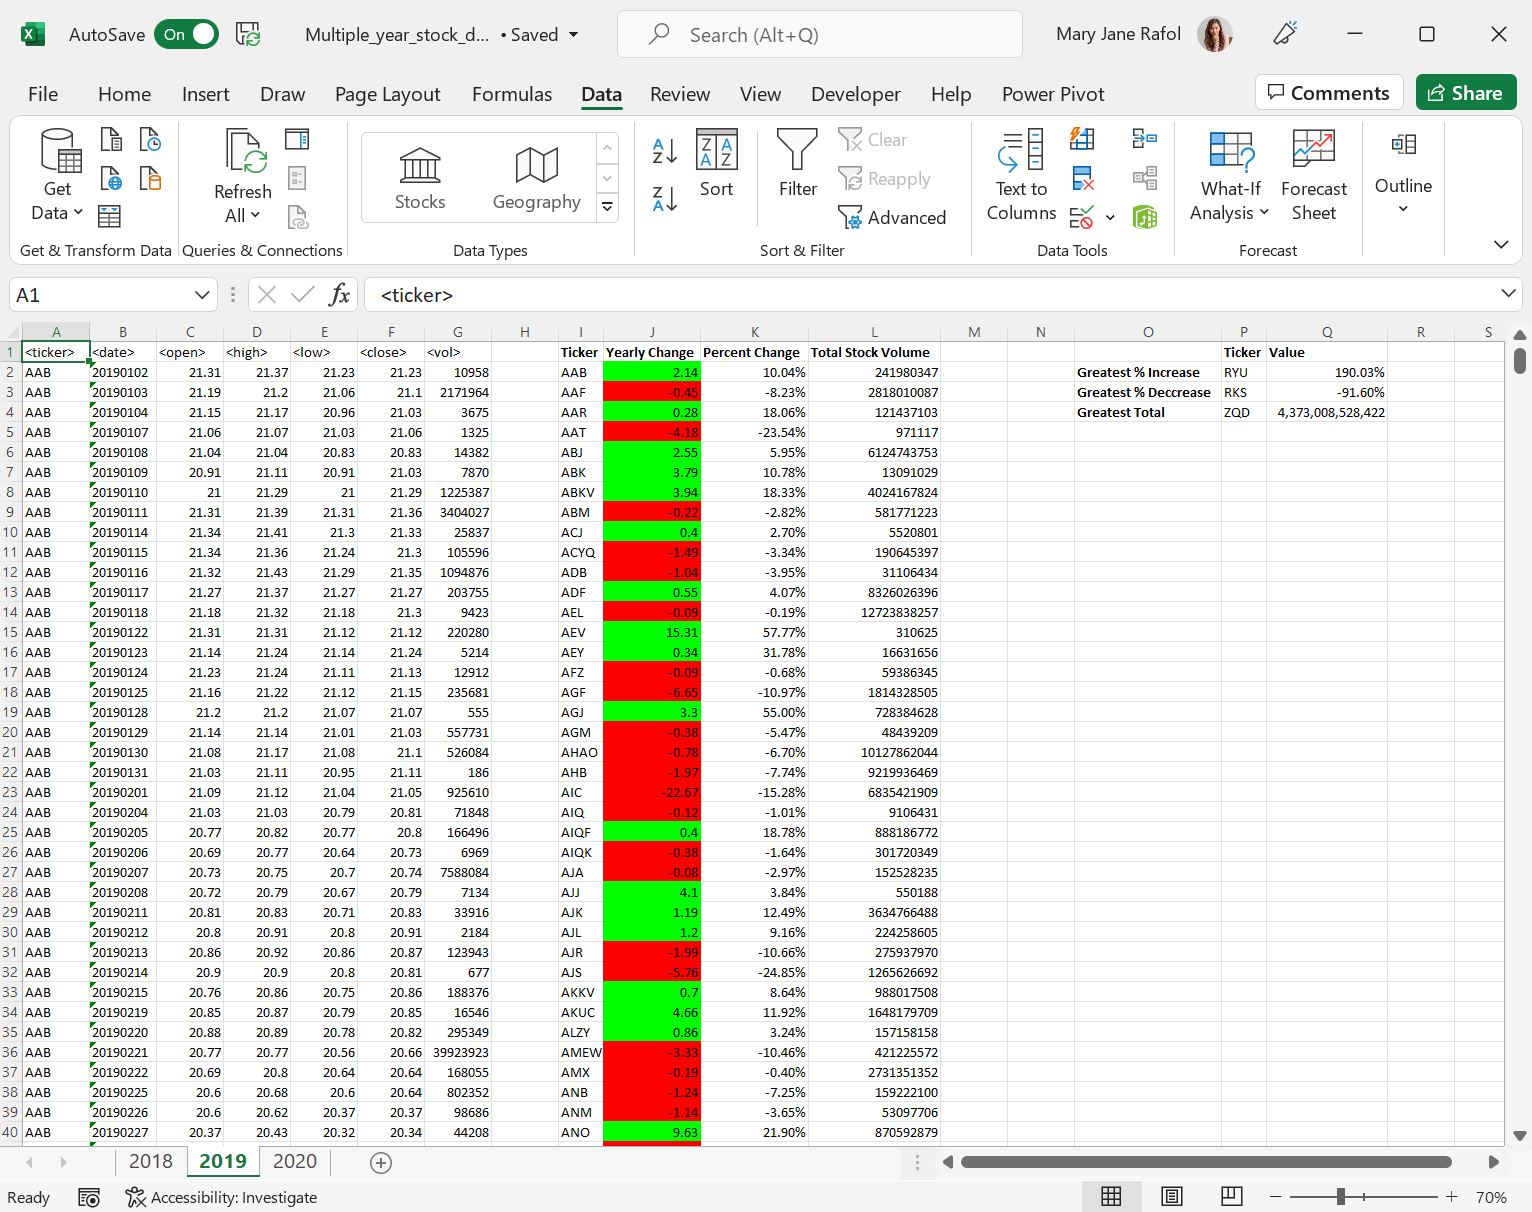 AutoSave On Multiple_year_stock_d... • Saved Search (Alt+Q) Mary Jane Rafol
File Home Insert Draw Page Layout Formulas Data Review View Developer Help Power Pivot Comments Share
Get Data
Refresh All
Stocks Geography
Sort Filter Clear Reapply Advanced
Text to Columns
What-If Analysis Forecast Sheet Outline
Get & Transform Data Queries & Connections Data Types Sort & Filter Data Tools Forecast
A1 fx <ticker>
A B C D E F G H I J K L M N O P Q R S
1 <ticker> <date> <open> <high> <low> <close> <vol> Ticker Yearly Change Percent Change Total Stock Volume Ticker Value
2 AAB 20190102 21.31 21.37 21.23 21.23 10958 AAB 2.14 10.04% 241980347 Greatest % Increase RYU 190.03%
3 AAB 20190103 21.19 21.2 21.06 21.1 2171964 AAF -0.45 -8.23% 2818010087 Greatest % Deccrease RKS -91.60%
4 AAB 20190104 21.15 21.17 20.96 21.03 3675 AAR 0.28 18.06% 121437103 Greatest Total ZQD 4,373,008,528,422
5 AAB 20190107 21.06 21.07 21.03 21.06 1325 AAT -4.18 -23.54% 971117
6 AAB 20190108 21.04 21.04 20.83 20.83 14382 ABJ 2.55 5.95% 6124743753
7 AAB 20190109 20.91 21.11 20.91 21.03 7870 ABK 3.79 10.78% 13091029
8 AAB 20190110 21 21.29 21 21.29 1225387 ABKV 3.94 18.33% 4024167824
9 AAB 20190111 21.31 21.39 21.31 21.36 3404027 ABM -0.22 -2.82% 581771223
10 AAB 20190114 21.34 21.41 21.3 21.33 25837 ACJ 0.4 2.70% 5520801
11 AAB 20190115 21.34 21.36 21.24 21.3 105596 ACYQ -1.49 -3.34% 190645397
12 AAB 20190116 21.32 21.43 21.29 21.35 1094876 ADB -1.04 -3.95% 31106434
13 AAB 20190117 21.27 21.37 21.27 21.27 203755 ADF 0.55 4.07% 8326026396
14 AAB 20190118 21.18 21.32 21.18 21.3 9423 AEL -0.09 -0.19% 12723838257
15 AAB 20190122 21.31 21.31 21.12 21.12 220280 AEV 15.31 57.77% 310625
16 AAB 20190123 21.14 21.24 21.14 21.24 5214 AEY 0.34 31.78% 16631656
17 AAB 20190124 21.23 21.24 21.11 21.13 12912 AFZ -0.09 -0.68% 59386345
18 AAB 20190125 21.16 21.22 21.12 21.15 235681 AGF -6.65 -10.97% 1814328505
19 AAB 20190128 21.2 21.2 21.07 21.07 555 AGJ 3.3 55.00% 728384628
20 AAB 20190129 21.14 21.14 21.01 21.03 557731 AGM -0.38 -5.47% 48439209
21 AAB 20190130 21.08 21.17 21.08 21.1 526084 AHAO -0.78 -6.70% 10127862044
22 AAB 20190131 21.03 21.11 20.95 21.11 186 AHB -1.97 -7.74% 9219936469
23 AAB 20190201 21.09 21.12 21.04 21.05 925610 AIC -22.67 -15.28% 6835421909
24 AAB 20190204 21.03 21.03 20.79 20.81 71848 AIQ -0.12 -1.01% 9106431
25 AAB 20190205 20.77 20.82 20.77 20.8 166496 AIQF 0.4 18.78% 888186772
26 AAB 20190206 20.69 20.77 20.64 20.73 6969 AIQK -0.38 -1.64% 301720349
27 AAB 20190207 20.73 20.75 20.7 20.74 7588084 AJA -0.08 -2.97% 152528235
28 AAB 20190208 20.72 20.79 20.67 20.79 7134 AJJ 4.1 3.84% 550188
29 AAB 20190211 20.81 20.83 20.71 20.83 33916 AJK 1.19 12.49% 3634766488
30 AAB 20190212 20.8 20.91 20.8 20.91 2184 AJL 1.2 9.16% 224258605
31 AAB 20190213 20.86 20.92 20.86 20.87 123943 AJR -1.99 -10.66% 275937970
32 AAB 20190214 20.9 20.9 20.8 20.81 677 AJS -5.76 -24.85% 1265626692
33 AAB 20190215 20.76 20.86 20.75 20.86 188376 AKKV 0.7 8.64% 988017508
34 AAB 20190219 20.85 20.87 20.79 20.85 16546 AKUC 4.66 11.92% 1648179709
35 AAB 20190220 20.88 20.89 20.78 20.82 295349 ALZY 0.86 3.24% 157158158
36 AAB 20190221 20.77 20.77 20.56 20.66 39923923 AMEW -3.33 -10.46% 421225572
37 AAB 20190222 20.69 20.8 20.64 20.64 168055 AMX -0.19 -0.40% 2731351352
38 AAB 20190225 20.6 20.68 20.6 20.64 802352 ANB -1.24 -7.25% 159222100
39 AAB 20190226 20.6 20.62 20.37 20.37 98686 ANM -1.14 -3.65% 53097706
40 AAB 20190227 20.37 20.43 20.32 20.34 44208 ANO 9.63 21.90% 870592879
2018 2019 2020
Ready Accessibility: Investigate 70%